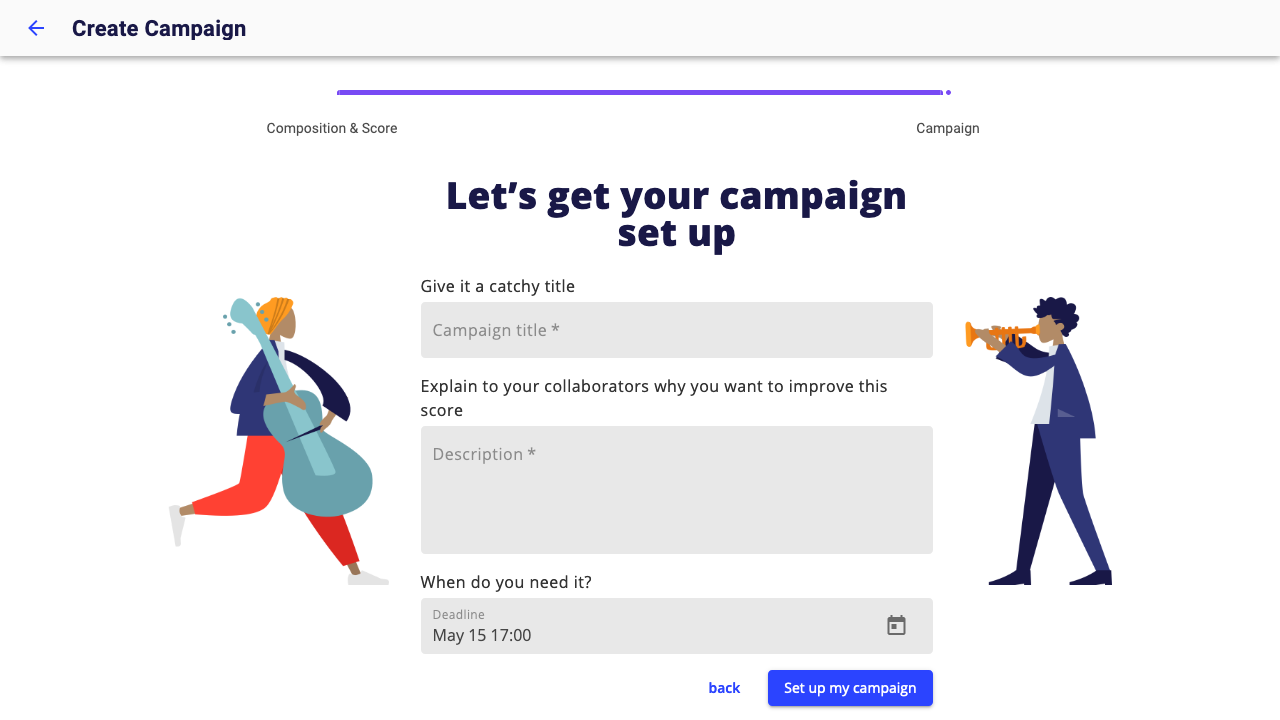 Create Campaign
Composition & Score
Campaign
Let's get your campaign
set up
Give it a catchy title
Campaign title *
Explain to your collaborators why you want to improve this
score
Description *
When do you need it?
Deadline
May 15 17:00
back
Set up my campaign